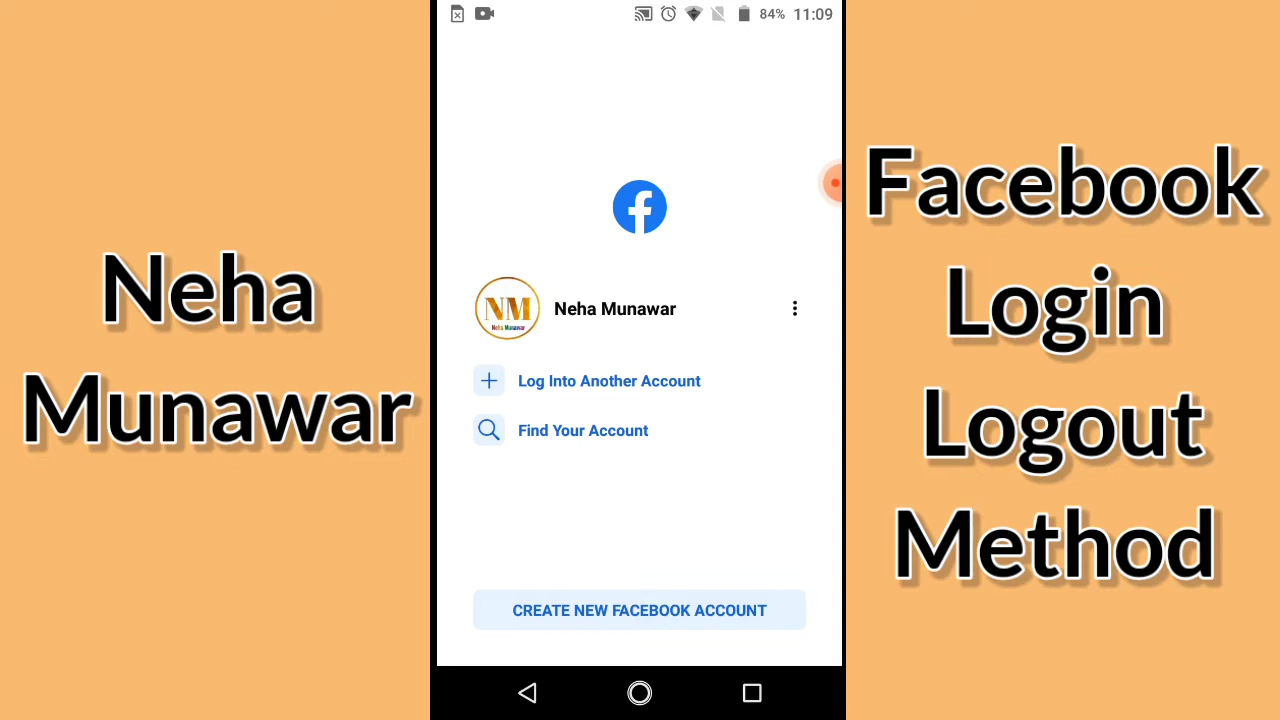 Neha
Munawar
84% 11:09
NM
Neha Munawar
Neha Munawar
Log Into Another Account
Find Your Account
CREATE NEW FACEBOOK ACCOUNT
Facebook
Login
Logout
Method